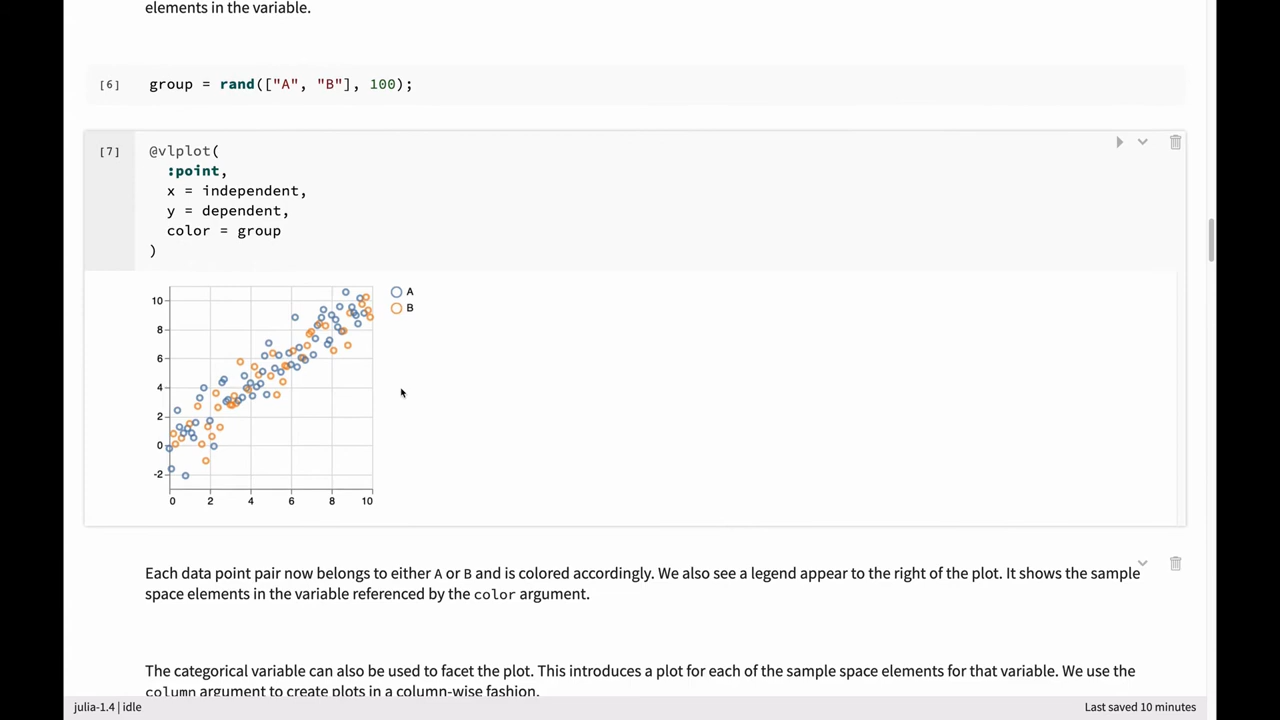 elements in the variable.
[6] group = rand(["A", "B"], 100);
[7] @vlplot(
:point,
x = independent,
y = dependent,
color = group
)
10
8
6
4
2
0
-2
0 2 4 6 8 10
A
B
Each data point pair now belongs to either A or B and is colored accordingly. We also see a legend appear to the right of the plot. It shows the sample
space elements in the variable referenced by the color argument.
The categorical variable can also be used to facet the plot. This introduces a plot for each of the sample space elements for that variable. We use the
column argument to create plots in a column-wise fashion.
julia-1.4 | idle
Last saved 10 minutes